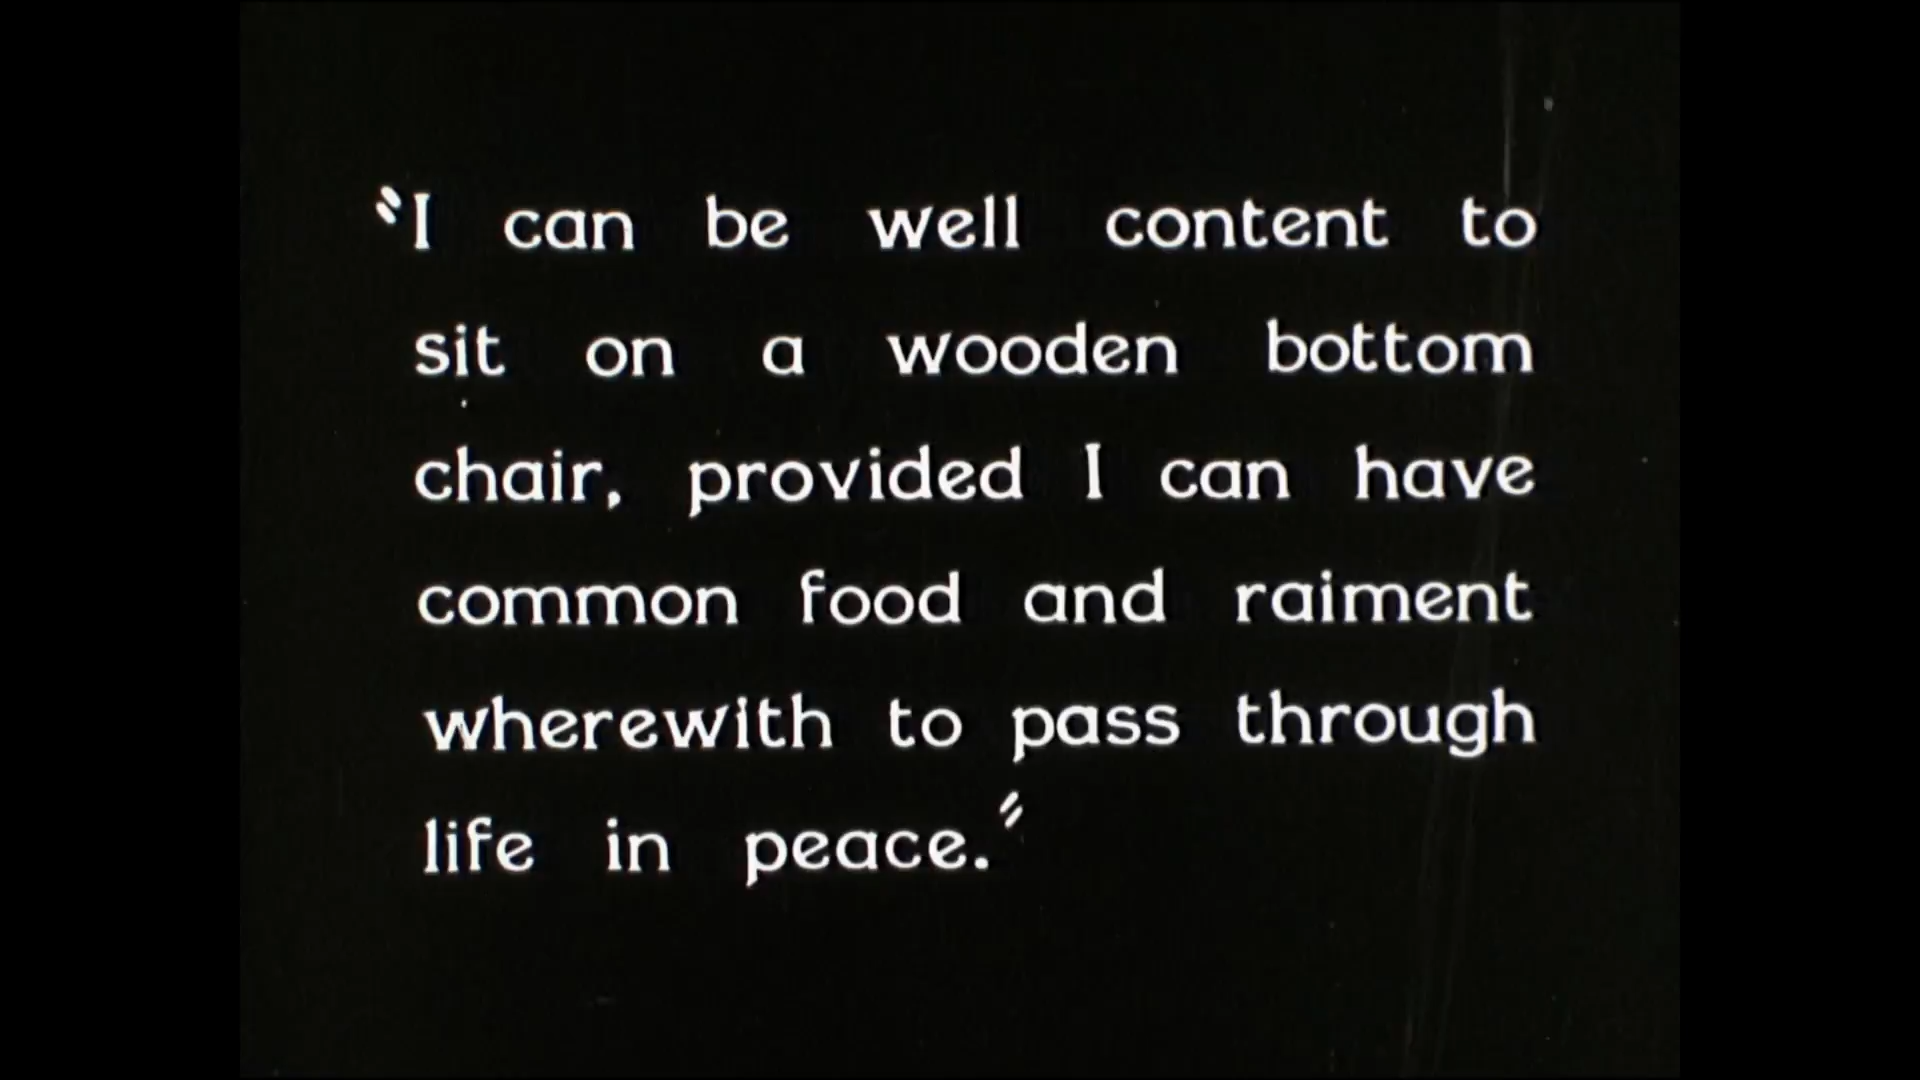 "I can be well content to
sit on a wooden bottom
chair, provided I can have
common food and raiment
wherewith to pass through
life in peace."